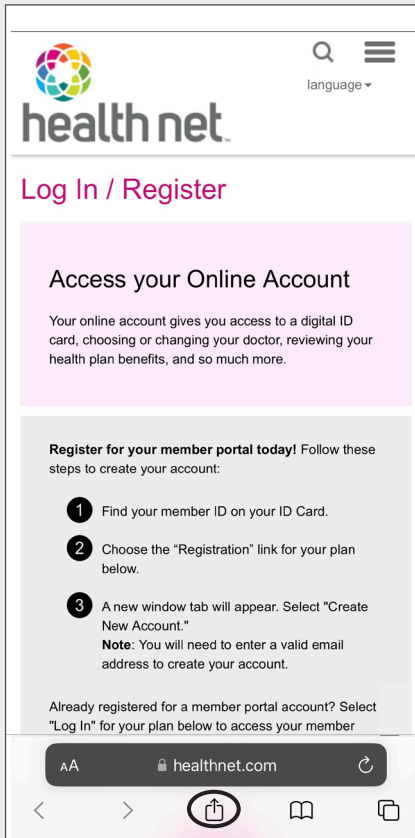 language
health net
Log In / Register
Access your Online Account
Your online account gives you access to a digital ID
card, choosing or changing your doctor, reviewing your
health plan benefits, and so much more.
Register for your member portal today! Follow these
steps to create your account:
1 Find your member ID on your ID Card.
2 Choose the “Registration” link for your plan
below.
3 A new window tab will appear. Select "Create
New Account."
Note: You will need to enter a valid email
address to create your account.
Already registered for a member portal account? Select
"Log In" for your plan below to access your member
AA healthnet.com